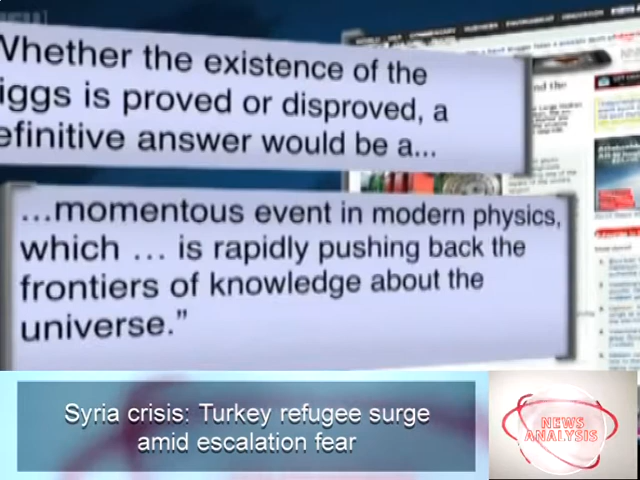 Whether the existence of the
iggs is proved or disproved, a
efinitive answer would be a...
...momentous event in modern physics,
which ... is rapidly pushing back the
frontiers of knowledge about the
universe.”
Syria crisis: Turkey refugee surge
amid escalation fear
NEWS
ANALYSIS